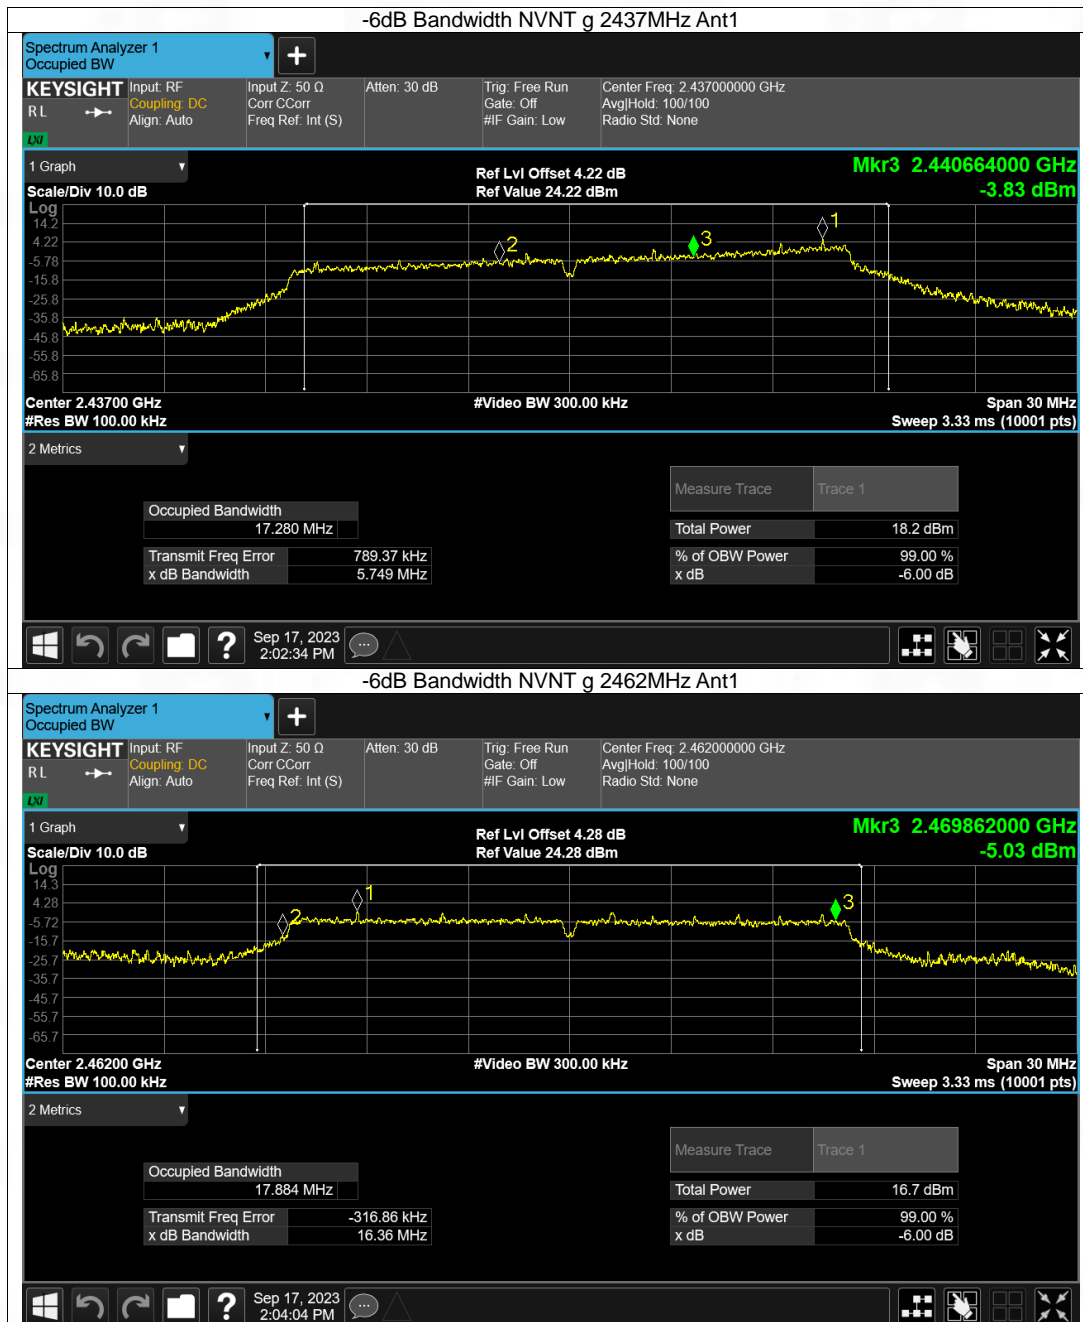 -6dB Bandwidth NVNT g 2437MHz Ant1
Spectrum Analyzer 1
Occupied BW
+
KEYSIGHT Input: RF Input Z: 50 Ω Atten: 30 dB Trig: Free Run Center Freq: 2.437000000 GHz
R L Coupling: DC Corr CCorr Gate: Off Avg|Hold: 100/100
Align: Auto Freq Ref: Int (S) #IF Gain: Low Radio Std: None
LXI
1 Graph Ref Lvl Offset 4.22 dB Mkr3 2.440664000 GHz
Scale/Div 10.0 dB Ref Value 24.22 dBm -3.83 dBm
Log
14.2
4.22
-5.78
-15.8
-25.8
-35.8
-45.8
-55.8
-65.8
1
2
3
Center 2.43700 GHz #Video BW 300.00 kHz Span 30 MHz
#Res BW 100.00 kHz Sweep 3.33 ms (10001 pts)
2 Metrics
Measure Trace Trace 1
Occupied Bandwidth
17.280 MHz Total Power 18.2 dBm
Transmit Freq Error 789.37 kHz % of OBW Power 99.00 %
x dB Bandwidth 5.749 MHz x dB -6.00 dB
? Sep 17, 2023
2:02:34 PM
-6dB Bandwidth NVNT g 2462MHz Ant1
Spectrum Analyzer 1
Occupied BW
+
KEYSIGHT Input: RF Input Z: 50 Ω Atten: 30 dB Trig: Free Run Center Freq: 2.462000000 GHz
R L Coupling: DC Corr CCorr Gate: Off Avg|Hold: 100/100
Align: Auto Freq Ref: Int (S) #IF Gain: Low Radio Std: None
LXI
1 Graph Ref Lvl Offset 4.28 dB Mkr3 2.469862000 GHz
Scale/Div 10.0 dB Ref Value 24.28 dBm -5.03 dBm
Log
14.3
4.28
-5.72
-15.7
-25.7
-35.7
-45.7
-55.7
-65.7
1
2
3
Center 2.46200 GHz #Video BW 300.00 kHz Span 30 MHz
#Res BW 100.00 kHz Sweep 3.33 ms (10001 pts)
2 Metrics
Measure Trace Trace 1
Occupied Bandwidth
17.884 MHz Total Power 16.7 dBm
Transmit Freq Error -316.86 kHz % of OBW Power 99.00 %
x dB Bandwidth 16.36 MHz x dB -6.00 dB
? Sep 17, 2023
2:04:04 PM